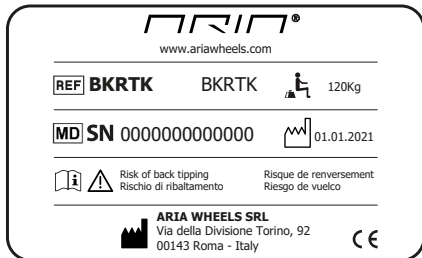 ARIA®
www.ariawheels.com
REF BKRTK BKRTK 120Kg
MD SN 0000000000000 01.01.2021
Risk of back tipping Risque de renversement
Rischio di ribaltamento Riesgo de vuelco
ARIA WHEELS SRL
Via della Divisione Torino, 92
00143 Roma - Italy
CE